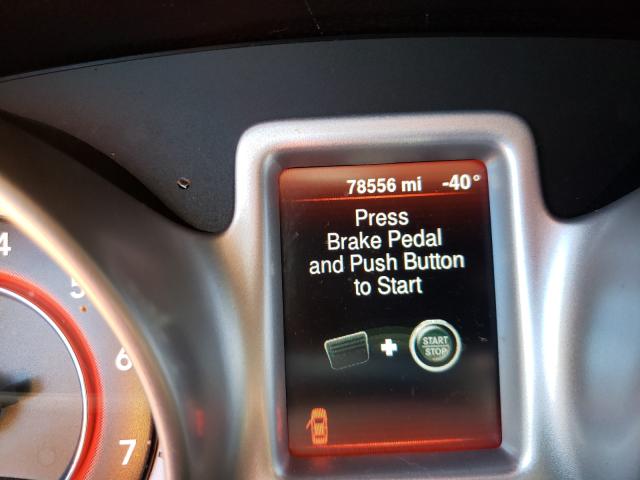 78556 mi -40°
Press
Brake Pedal
and Push Button
to Start
START
STOP
4
5
6
7